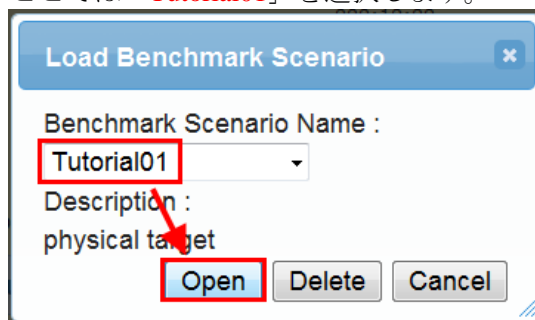 Load Benchmark Scenario
Benchmark Scenario Name :
Tutorial01
Description :
physical target
Open Delete Cancel